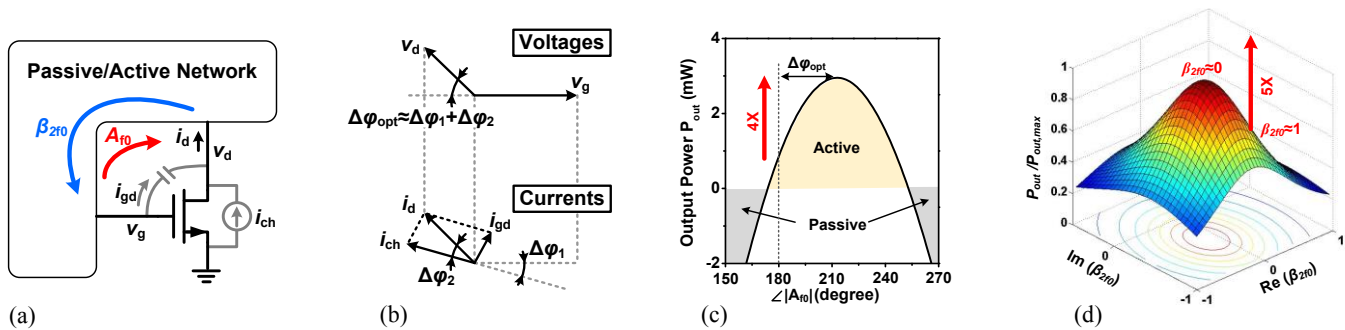 Passive/Active Network
β2f0
Af0
id
vd
igd
vg
ich
(a)
vd
Voltages
vg
Δφopt≈Δφ1+Δφ2
Currents
id
igd
ich
Δφ1
Δφ2
(b)
Output Power Pout (mW)
4
2
0
-2
Δφopt
4X
Active
Passive
150 180 210 240 270
∠|Af0| (degree)
(c)
Pout /Pout,max
1
0.8
0.6
0.4
0.2
0
β2f0≈0
5X
β2f0≈1
Im (β2f0)
0
-1
-1
0
1
Re (β2f0)
(d)